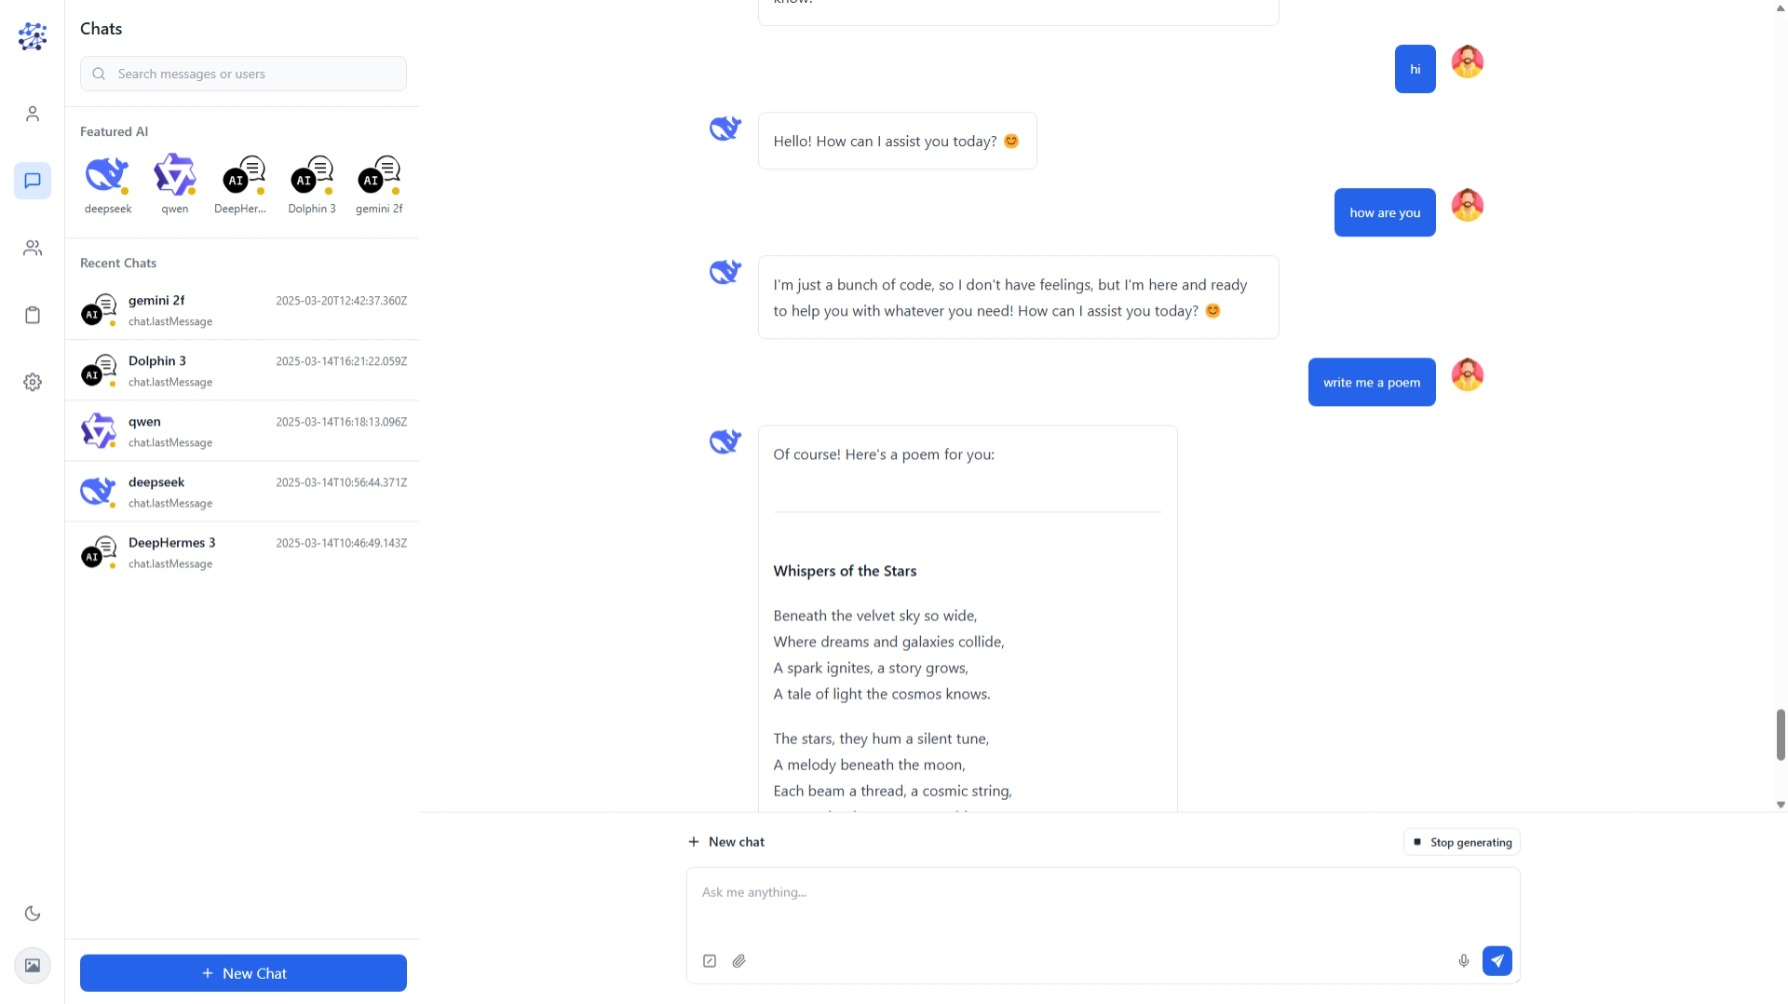 Chats
Search messages or users
Featured AI
deepseek
qwen
DeepHer...
Dolphin 3
gemini 2f
Recent Chats
AI
gemini 2f
2025-03-20T12:42:37.360Z
chat.lastMessage
AI
Dolphin 3
2025-03-14T16:21:22.059Z
chat.lastMessage
qwen
2025-03-14T16:18:13.096Z
chat.lastMessage
deepseek
2025-03-14T10:56:44.371Z
chat.lastMessage
AI
DeepHermes 3
2025-03-14T10:46:49.143Z
chat.lastMessage
+ New Chat
know.
hi
Hello! How can I assist you today? 😊
how are you
I'm just a bunch of code, so I don't have feelings, but I'm here and ready
to help you with whatever you need! How can I assist you today? 😊
write me a poem
Of course! Here's a poem for you:
Whispers of the Stars
Beneath the velvet sky so wide,
Where dreams and galaxies collide,
A spark ignites, a story grows,
A tale of light the cosmos knows.
The stars, they hum a silent tune,
A melody beneath the moon,
Each beam a thread, a cosmic string,
+ New chat
Stop generating
Ask me anything...